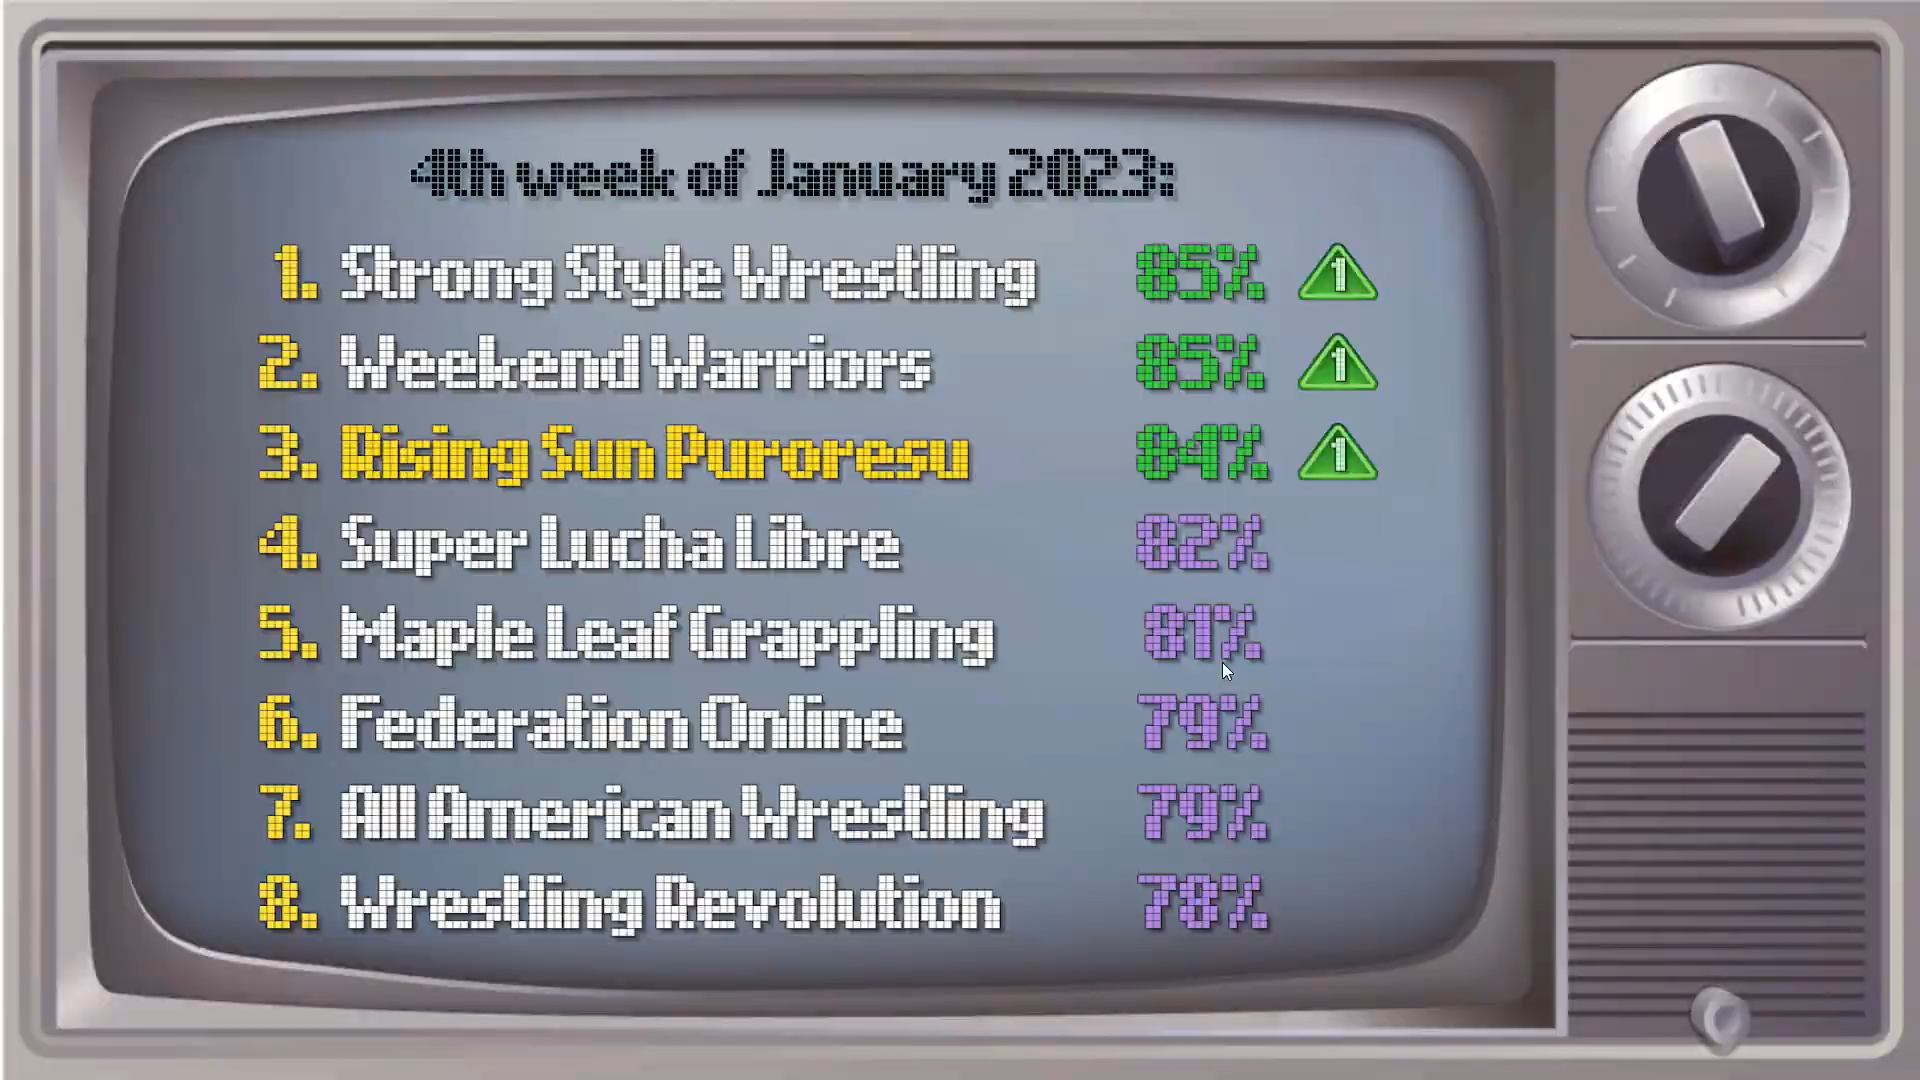 4th week of January 2023:
1. Strong Style Wrestling 85% 1
2. Weekend Warriors 85% 1
3. Rising Sun Puroresu 84% 1
4. Super Lucha Libre 82%
5. Maple Leaf Grappling 81%
6. Federation Online 79%
7. All American Wrestling 79%
8. Wrestling Revolution 78%